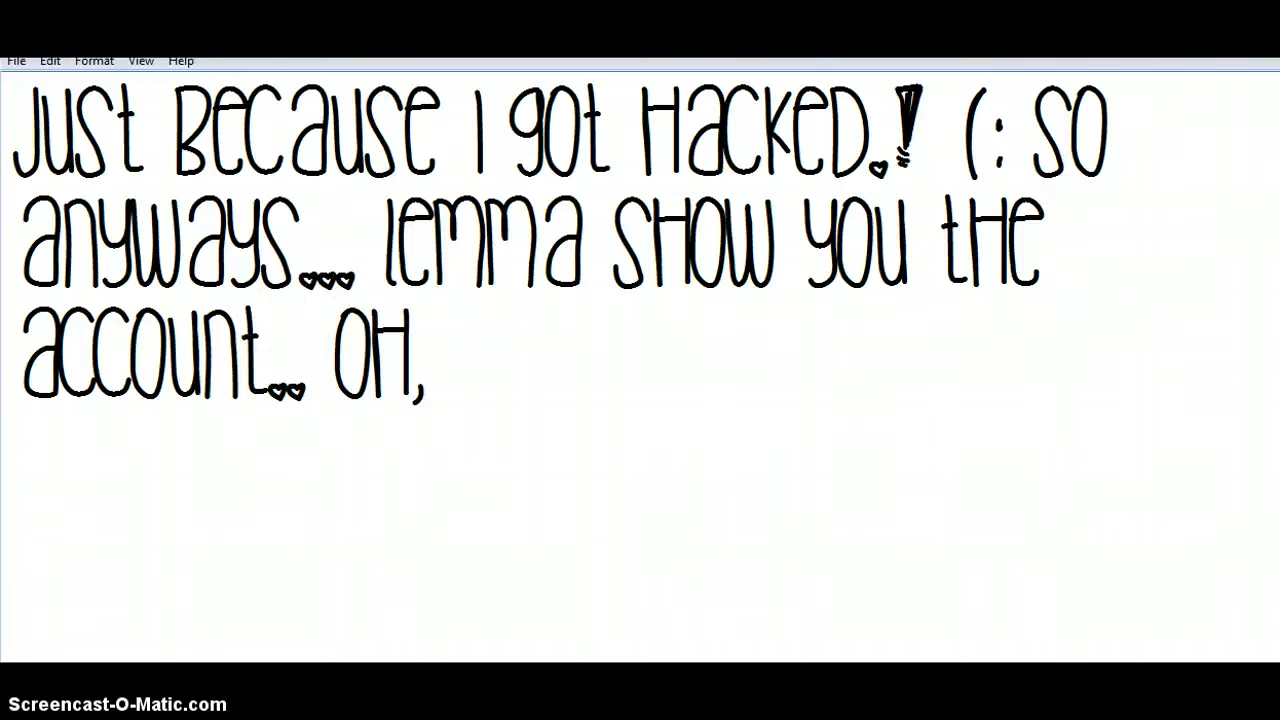 File Edit Format View Help
Just Because I got Hacked.! (: So
anyways... lemma show you the
account.. OH,
Screencast-O-Matic.com